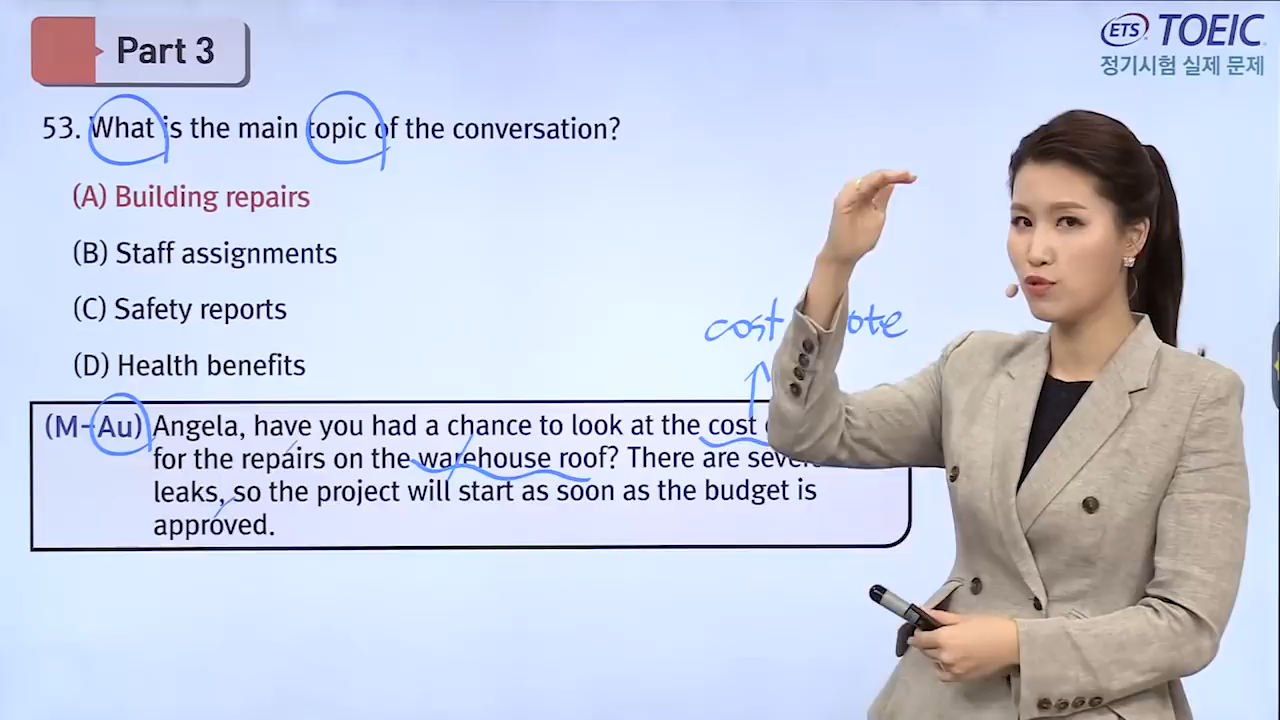 Part 3
ETS TOEIC
정기시험 실제 문제
53. What is the main topic of the conversation?
(A) Building repairs
(B) Staff assignments
(C) Safety reports
(D) Health benefits
cost
(M-Au) Angela, have you had a chance to look at the cost
for the repairs on the warehouse roof? There are
leaks, so the project will start as soon as the budget is
approved.